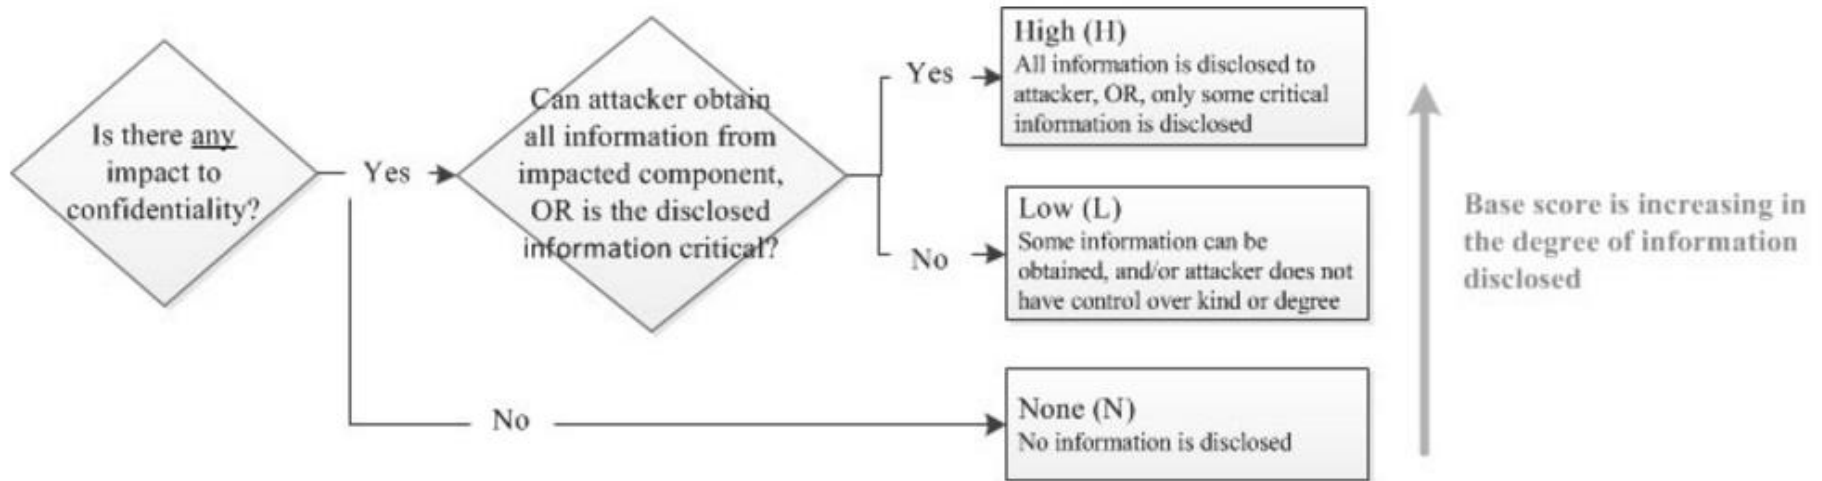 Is there any
impact to
confidentiality?
Yes
Can attacker obtain
all information from
impacted component,
OR is the disclosed
information critical?
Yes
High (H)
All information is disclosed to
attacker, OR, only some critical
information is disclosed
No
Low (L)
Some information can be
obtained, and/or attacker does not
have control over kind or degree
No
None (N)
No information is disclosed
Base score is increasing in
the degree of information
disclosed